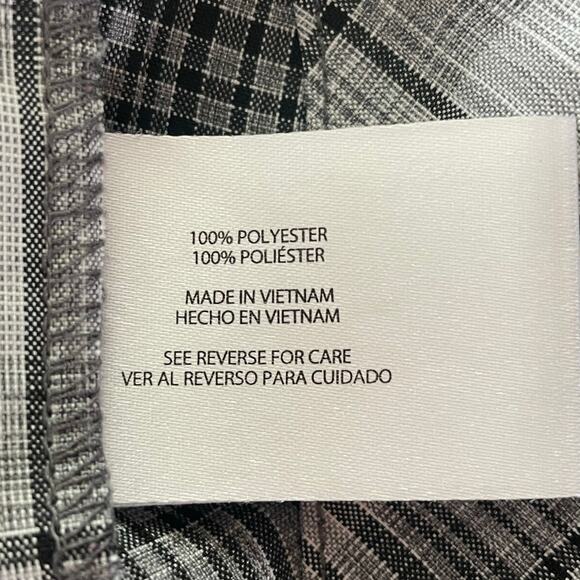 100% POLYESTER
100% POLIÉSTER
MADE IN VIETNAM
HECHO EN VIETNAM
SEE REVERSE FOR CARE
VER AL REVERSO PARA CUIDADO